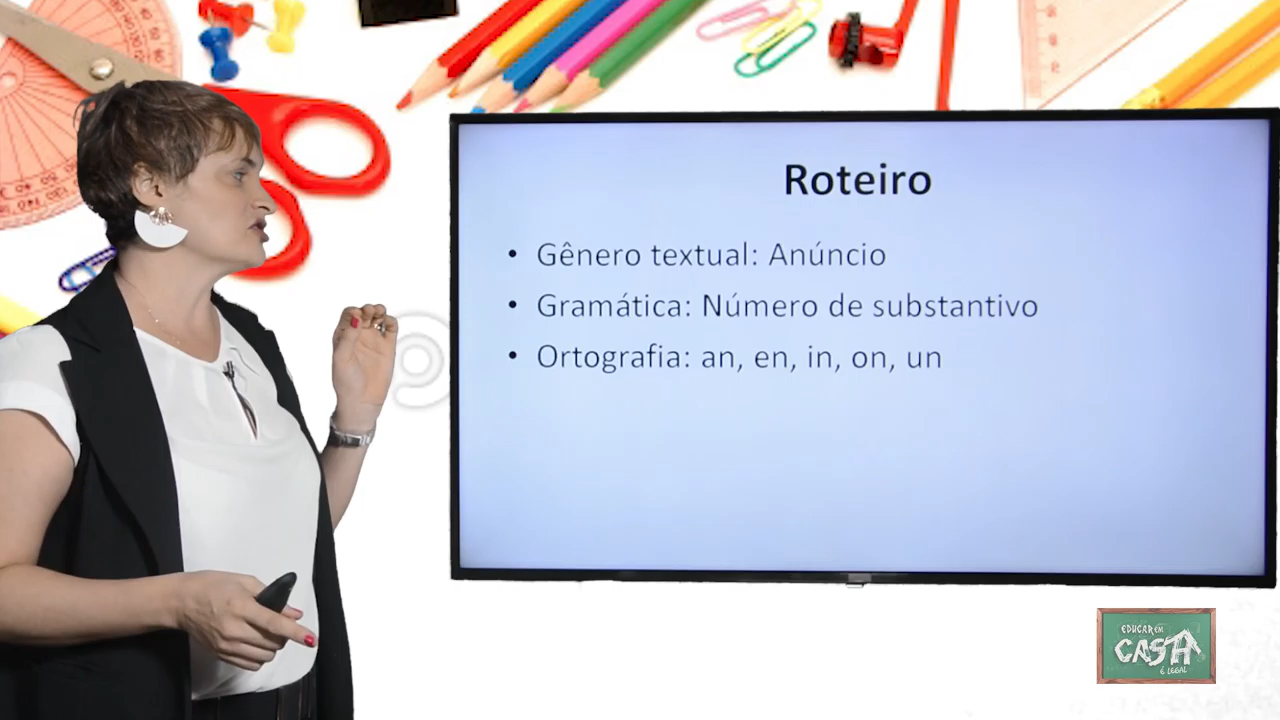 Roteiro
• Gênero textual: Anúncio
• Gramática: Número de substantivo
• Ortografia: an, en, in, on, un
EDUCAR EM
CASA
É LEGAL